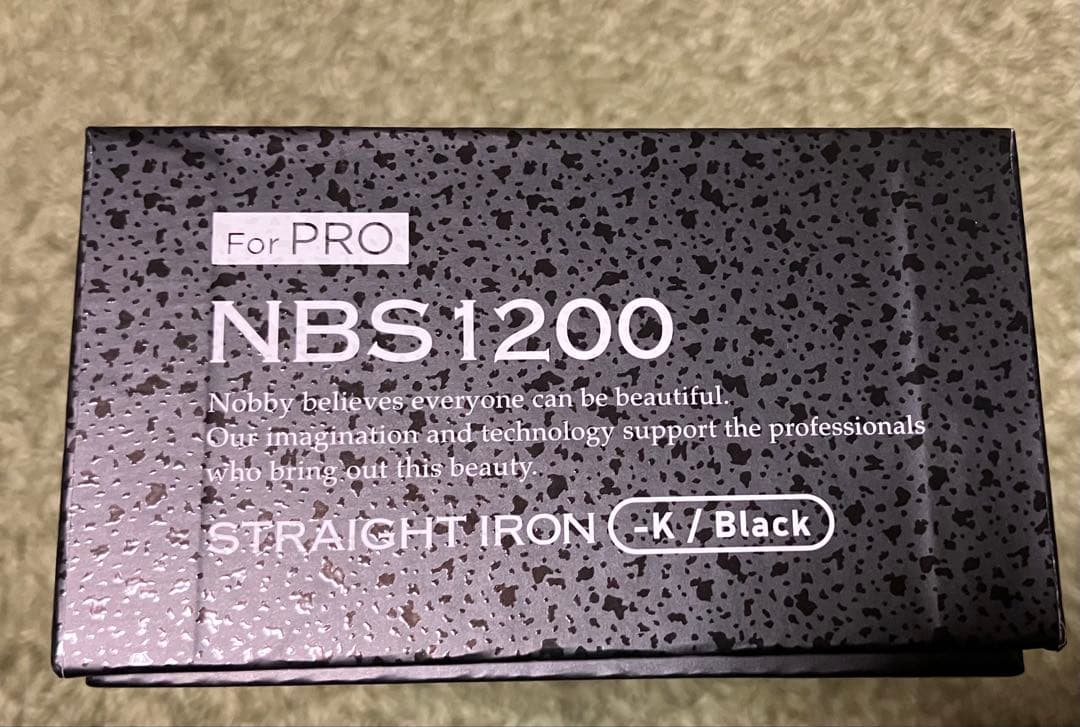 For PRO
NBS1200
Nobby believes everyone can be beautiful.
Our imagination and technology support the professionals
who bring out this beauty.
STRAIGHT IRON -K / Black